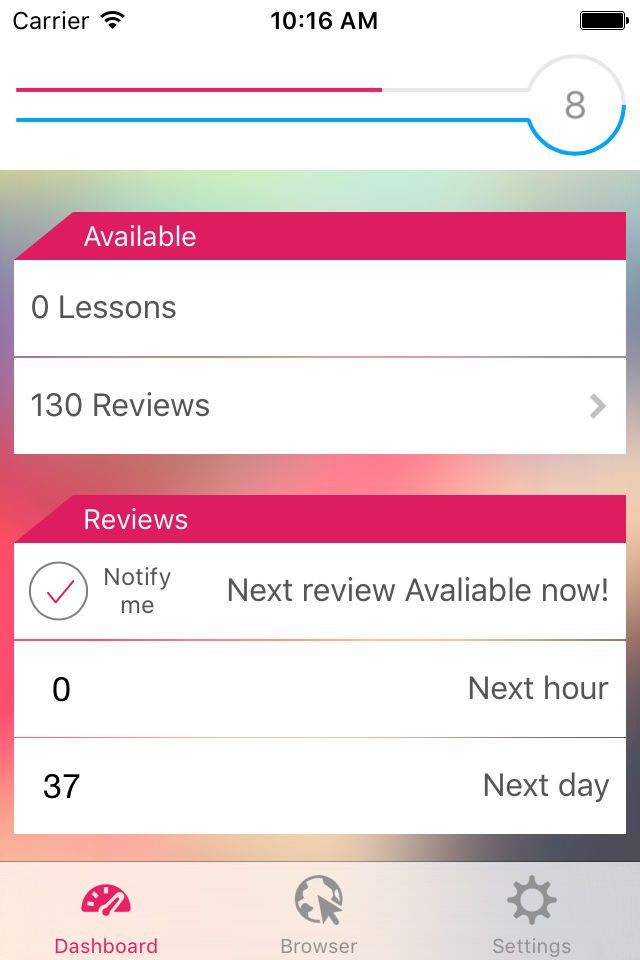 Carrier 10:16 AM
8
Available
0 Lessons
130 Reviews
Reviews
Notify
me
Next review Avaliable now!
0 Next hour
37 Next day
Dashboard Browser Settings